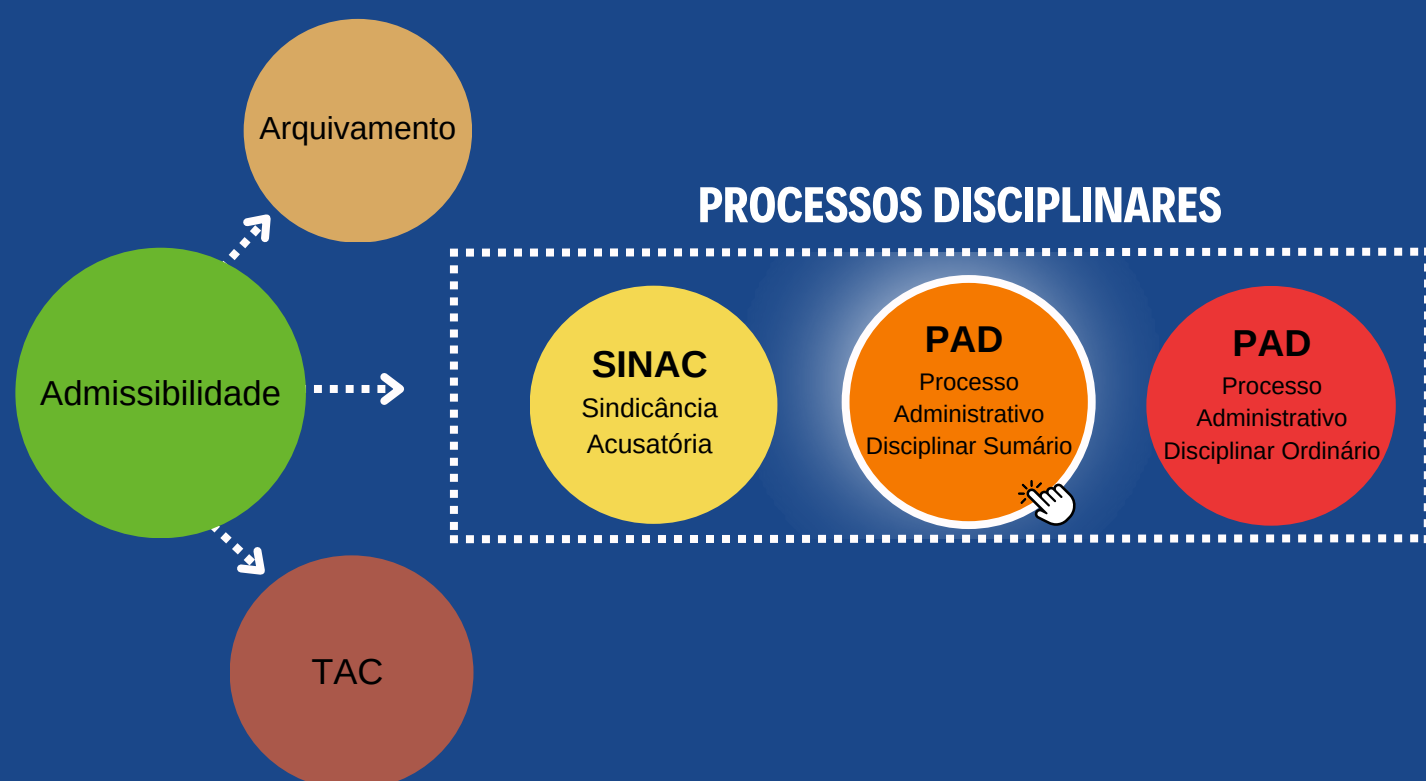 Arquivamento
PROCESSOS DISCIPLINARES
Admissibilidade
SINAC
Sindicância
Acusatória
PAD
Processo
Administrativo
Disciplinar Sumário
PAD
Processo
Administrativo
Disciplinar Ordinário
TAC